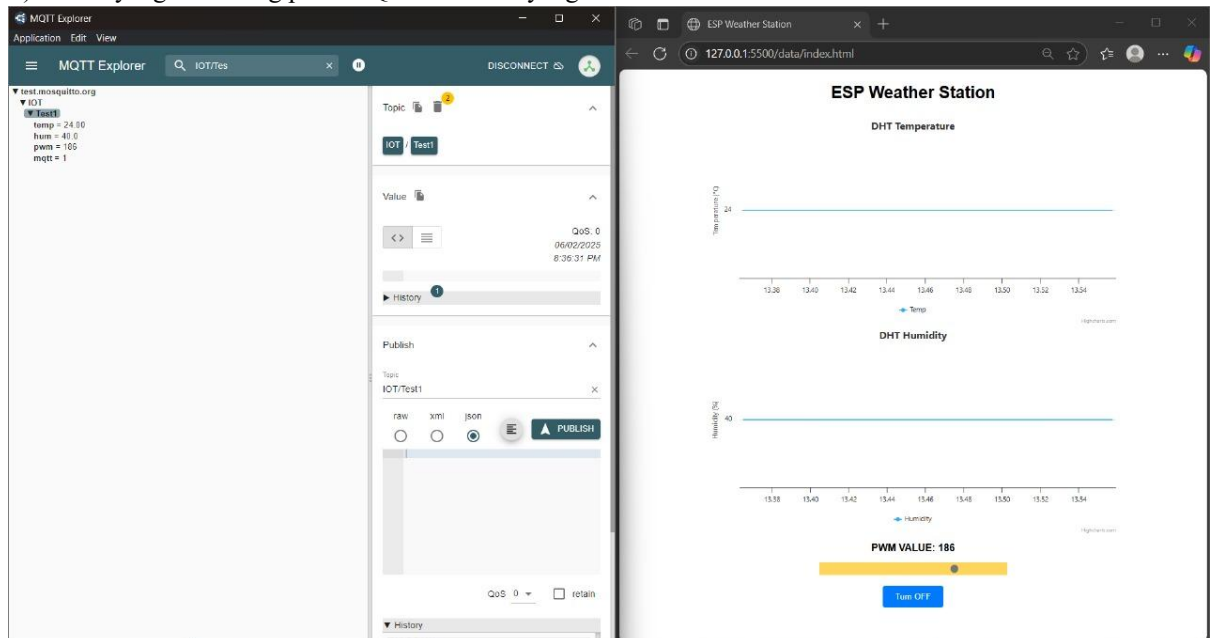 MQTT Explorer
Application Edit View
MQTT Explorer
IOT/Tes
DISCONNECT
test.mosquitto.org
IOT
Test1
temp = 24.00
hum = 40.0
pwm = 186
mqtt = 1
Topic
2
IOT / Test1
Value
QoS: 0
06/02/2025
8:36:31 PM
History 1
Publish
Topic
IOT/Test1
raw xml json
PUBLISH
QoS 0 retain
History
ESP Weather Station
127.0.0.1:5500/data/index.html
ESP Weather Station
DHT Temperature
Temperature (°C)
24
13.38 13.40 13.42 13.44 13.46 13.48 13.50 13.52 13.54
Temp
Highcharts.com
DHT Humidity
Humidity (%)
40
13.38 13.40 13.42 13.44 13.46 13.48 13.50 13.52 13.54
Humidity
Highcharts.com
PWM VALUE: 186
Turn OFF